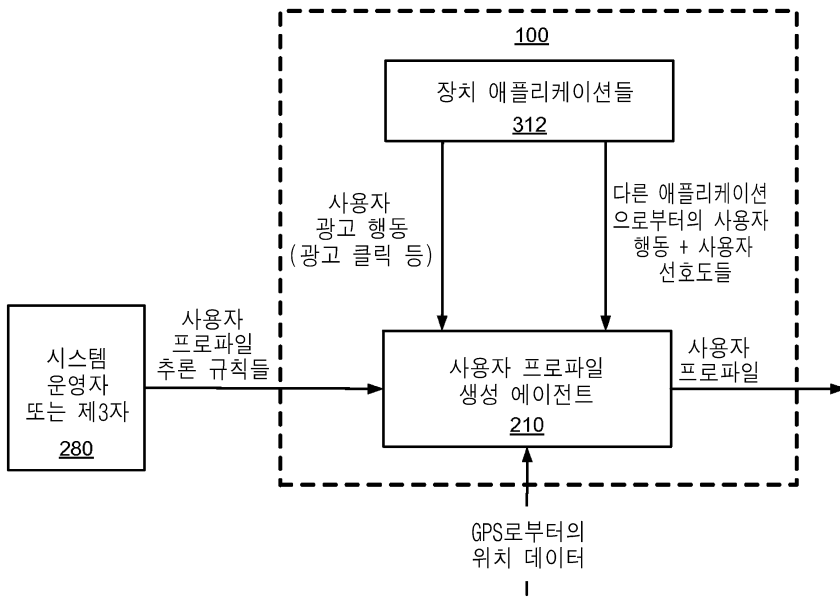 100
장치 애플리케이션들
312
사용자
광고 행동
(광고 클릭 등)
다른 애플리케이션
으로부터의 사용자
행동 + 사용자
선호도들
시스템
운영자
또는 제3자
280
사용자
프로파일
추론 규칙들
사용자 프로파일
생성 에이전트
210
사용자
프로파일
GPS로부터의
위치 데이터